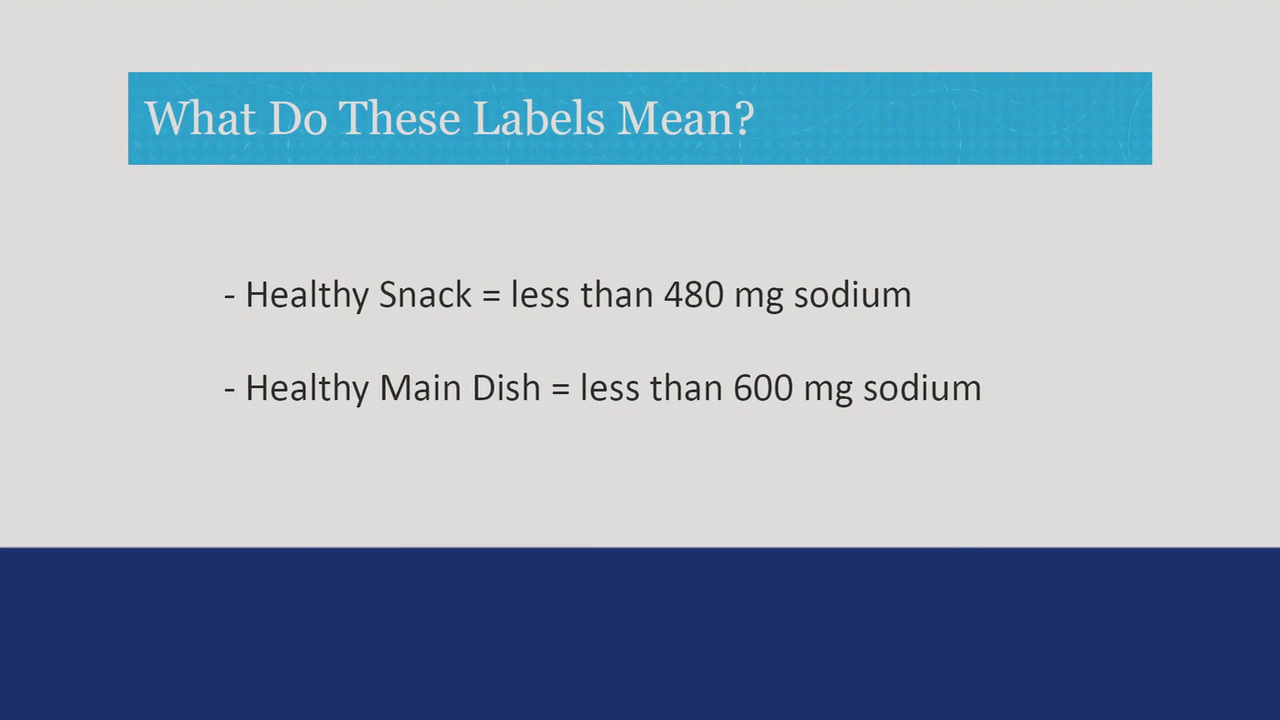 What Do These Labels Mean?
- Healthy Snack = less than 480 mg sodium
- Healthy Main Dish = less than 600 mg sodium